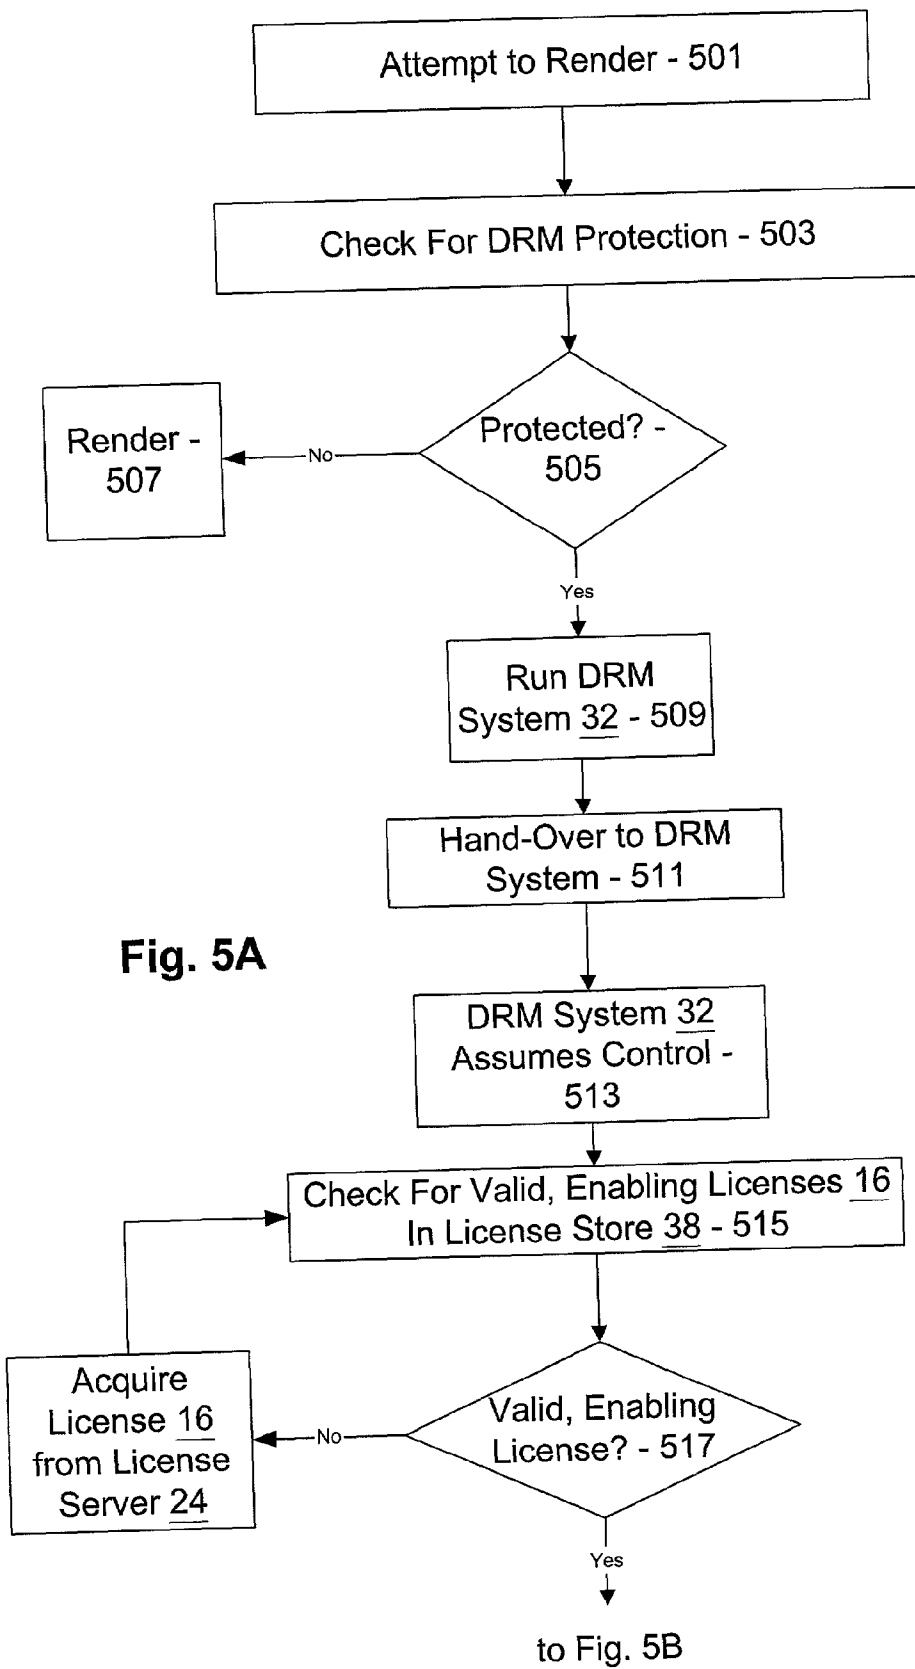 Attempt to Render - 501
Check For DRM Protection - 503
Protected? -
505
No
Render -
507
Yes
Run DRM
System 32 - 509
Hand-Over to DRM
System - 511
Fig. 5A
DRM System 32
Assumes Control -
513
Check For Valid, Enabling Licenses 16
In License Store 38 - 515
Valid, Enabling
License? - 517
No
Acquire
License 16
from License
Server 24
Yes
to Fig. 5B